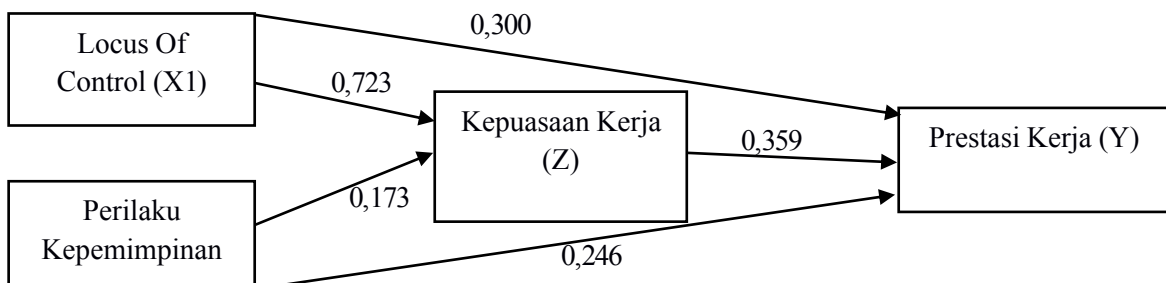 0,300
Locus Of
Control (X1)
0,723
Kepuasaan Kerja
(Z)
0,359
Prestasi Kerja (Y)
0,173
Perilaku
Kepemimpinan
0,246